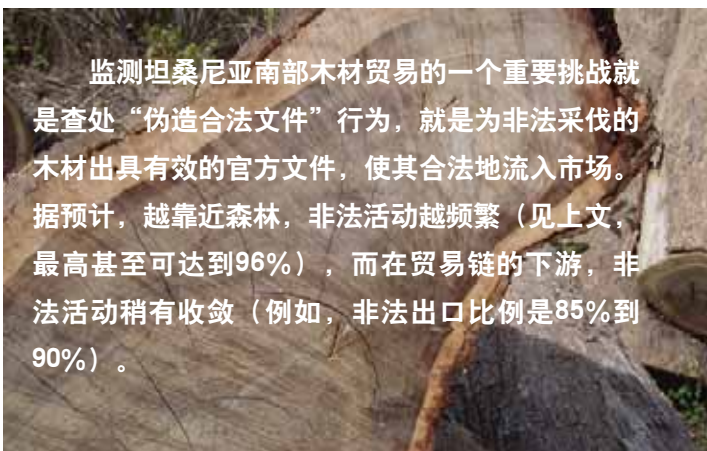 监测坦桑尼亚南部木材贸易的一个重要挑战就
是查处“伪造合法文件”行为，就是为非法采伐的
木材出具有效的官方文件，使其合法地流入市场。
据预计，越靠近森林，非法活动越频繁（见上文，
最高甚至可达到96%），而在贸易链的下游，非
法活动稍有收敛（例如，非法出口比例是85%到
90%）。